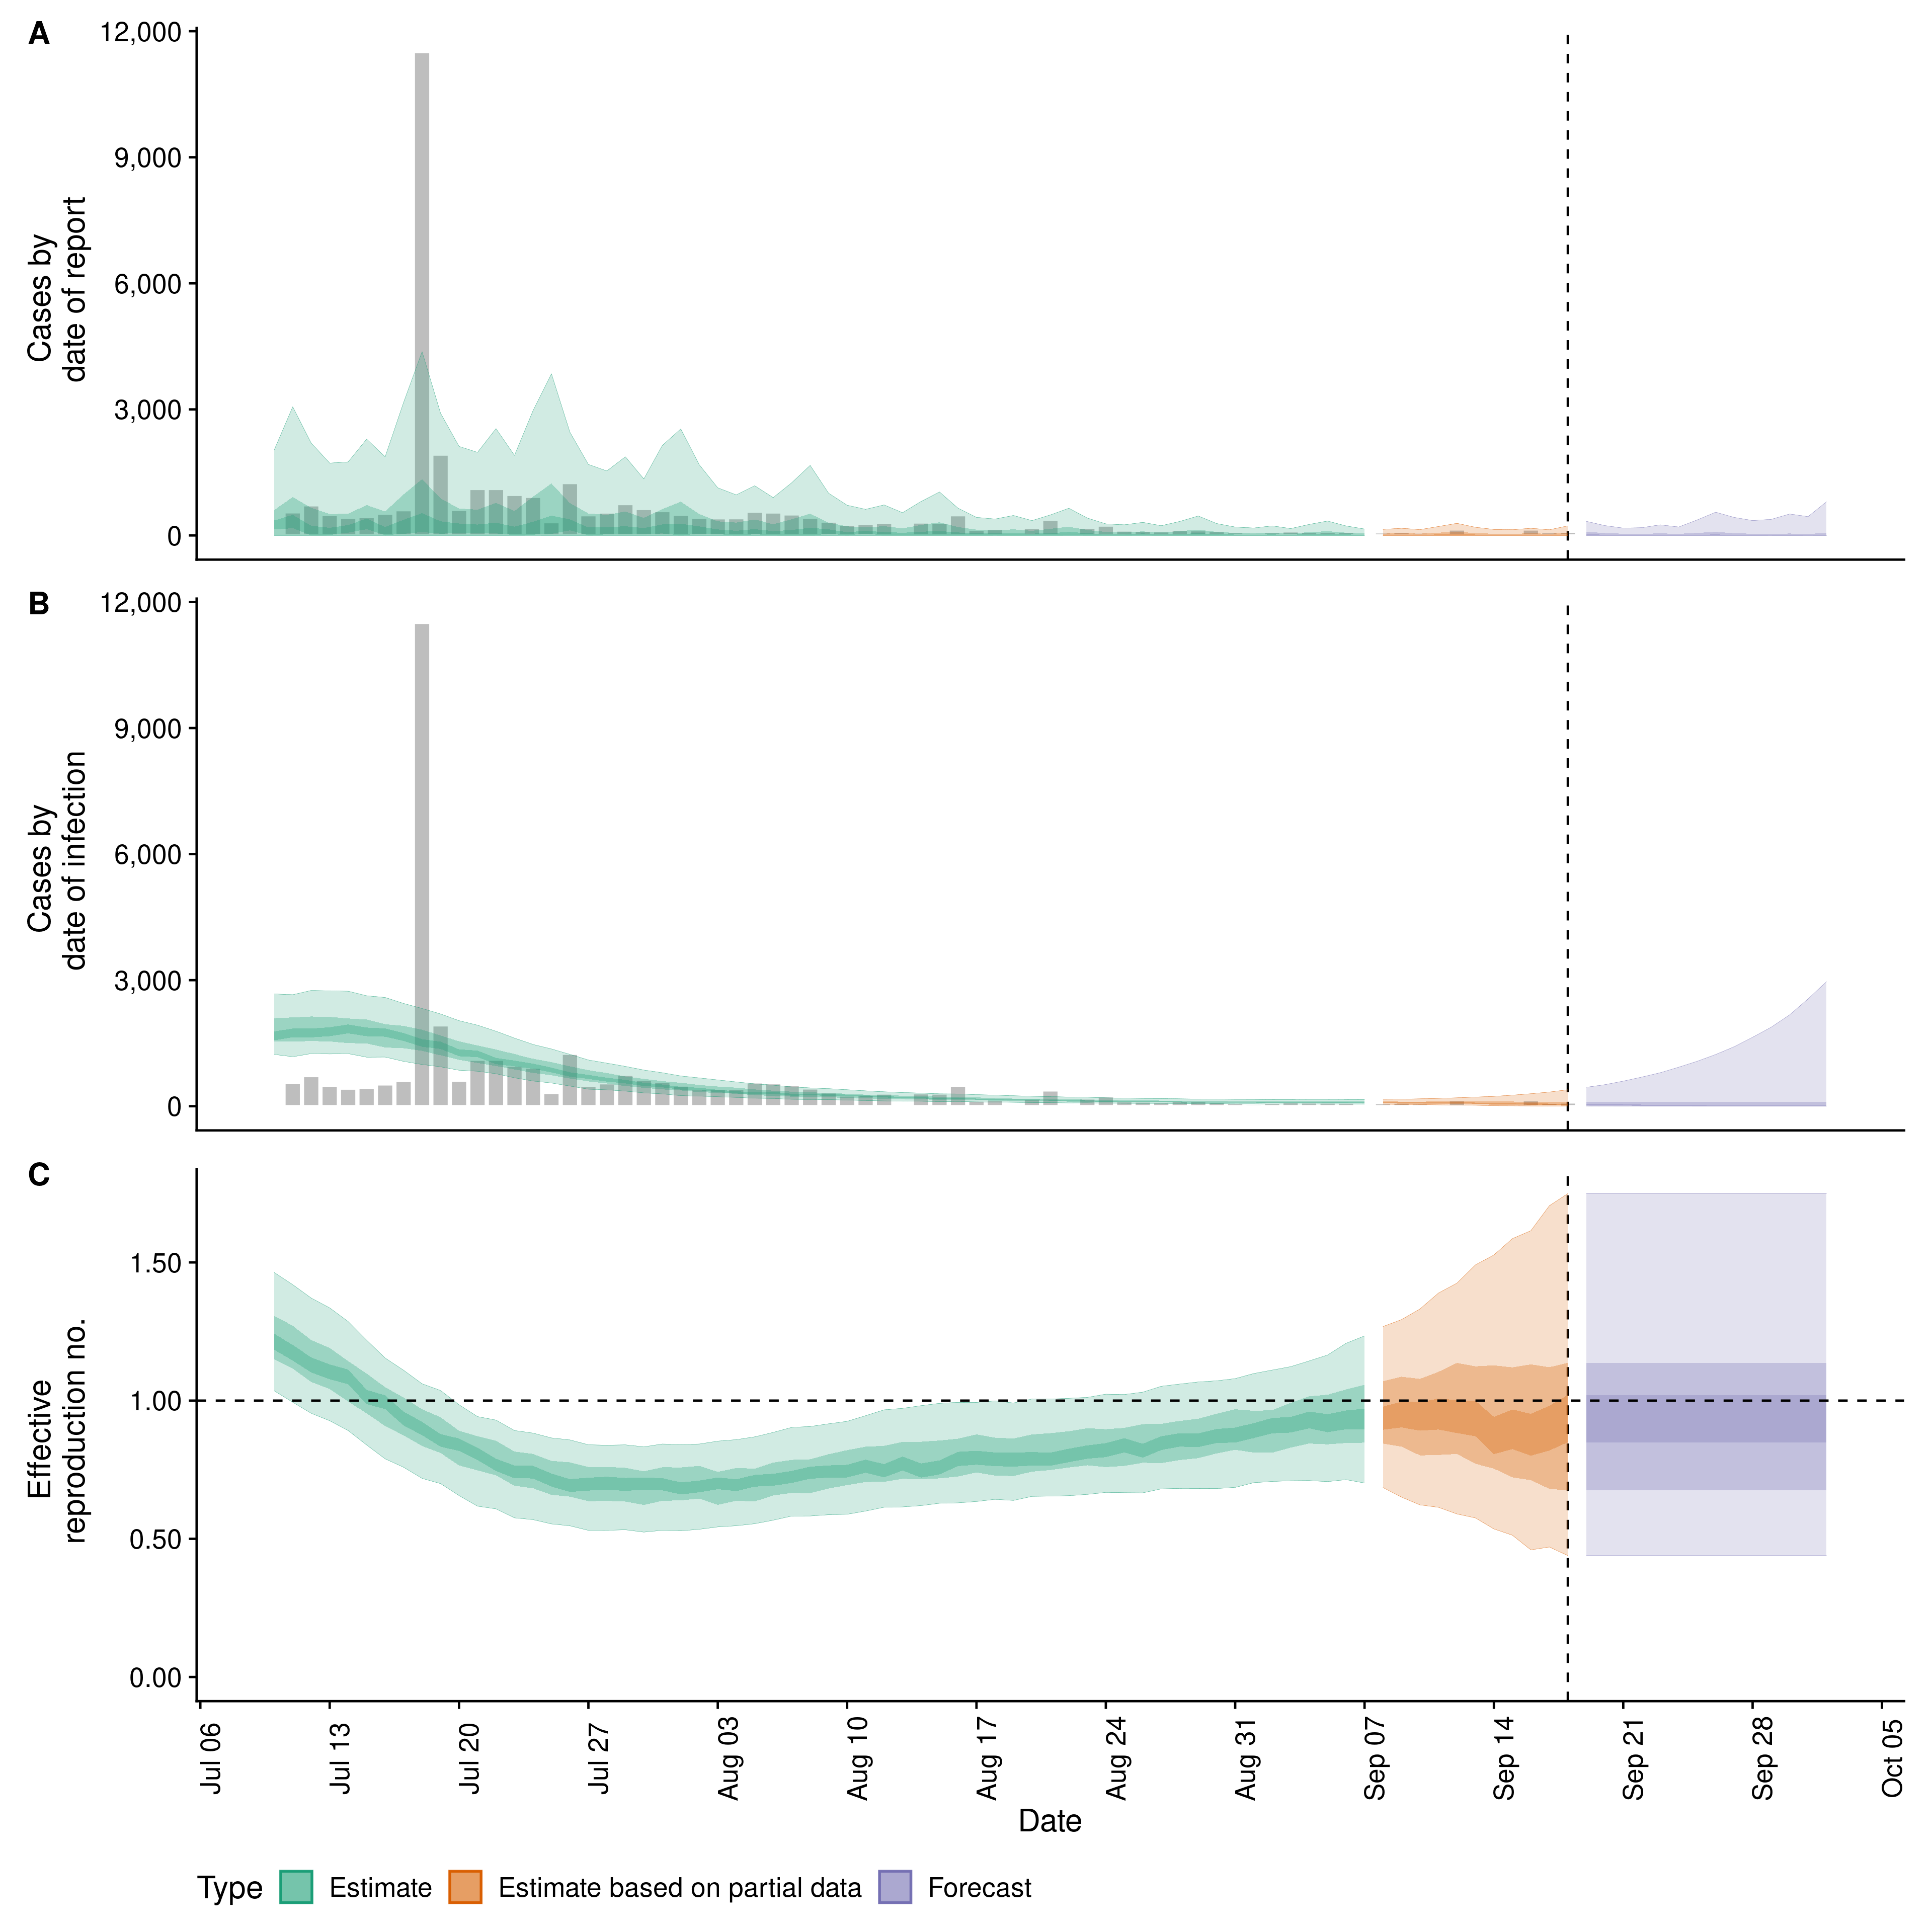 A
12,000
9,000
6,000
3,000
0
Cases by
date of report
B
12,000
9,000
6,000
3,000
0
Cases by
date of infection
C
1.50
1.00
0.50
0.00
Effective
reproduction no.
Jul 06
Jul 13
Jul 20
Jul 27
Aug 03
Aug 10
Aug 17
Aug 24
Aug 31
Sep 07
Sep 14
Sep 21
Sep 28
Oct 05
Date
Type Estimate Estimate based on partial data Forecast